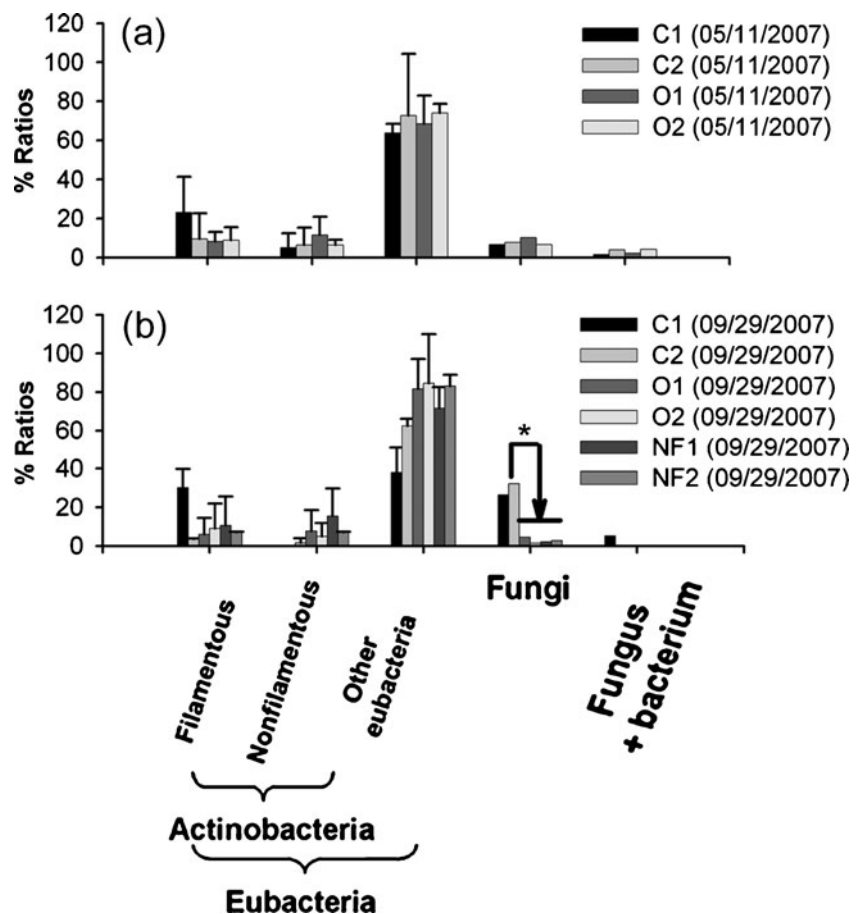 (a)
% Ratios
120
100
80
60
40
20
0
C1 (05/11/2007)
C2 (05/11/2007)
O1 (05/11/2007)
O2 (05/11/2007)
(b)
% Ratios
120
100
80
60
40
20
0
C1 (09/29/2007)
C2 (09/29/2007)
O1 (09/29/2007)
O2 (09/29/2007)
NF1 (09/29/2007)
NF2 (09/29/2007)
*
Filamentous
Nonfilamentous
Other
eubacteria
Fungi
Fungus
+ bacterium
Actinobacteria
Eubacteria